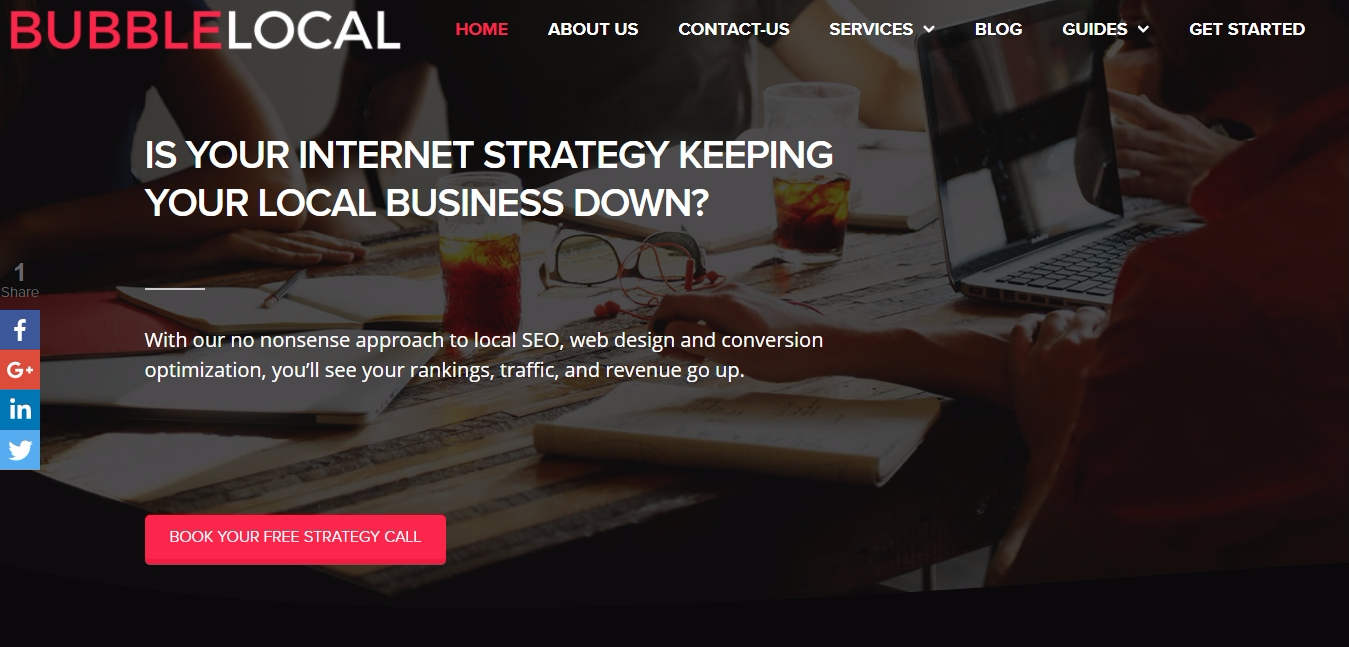 BUBBLELOCAL
HOME ABOUT US CONTACT-US SERVICES BLOG GUIDES GET STARTED
IS YOUR INTERNET STRATEGY KEEPING
YOUR LOCAL BUSINESS DOWN?
1
Share
f
G+
in
With our no nonsense approach to local SEO, web design and conversion
optimization, you’ll see your rankings, traffic, and revenue go up.
BOOK YOUR FREE STRATEGY CALL